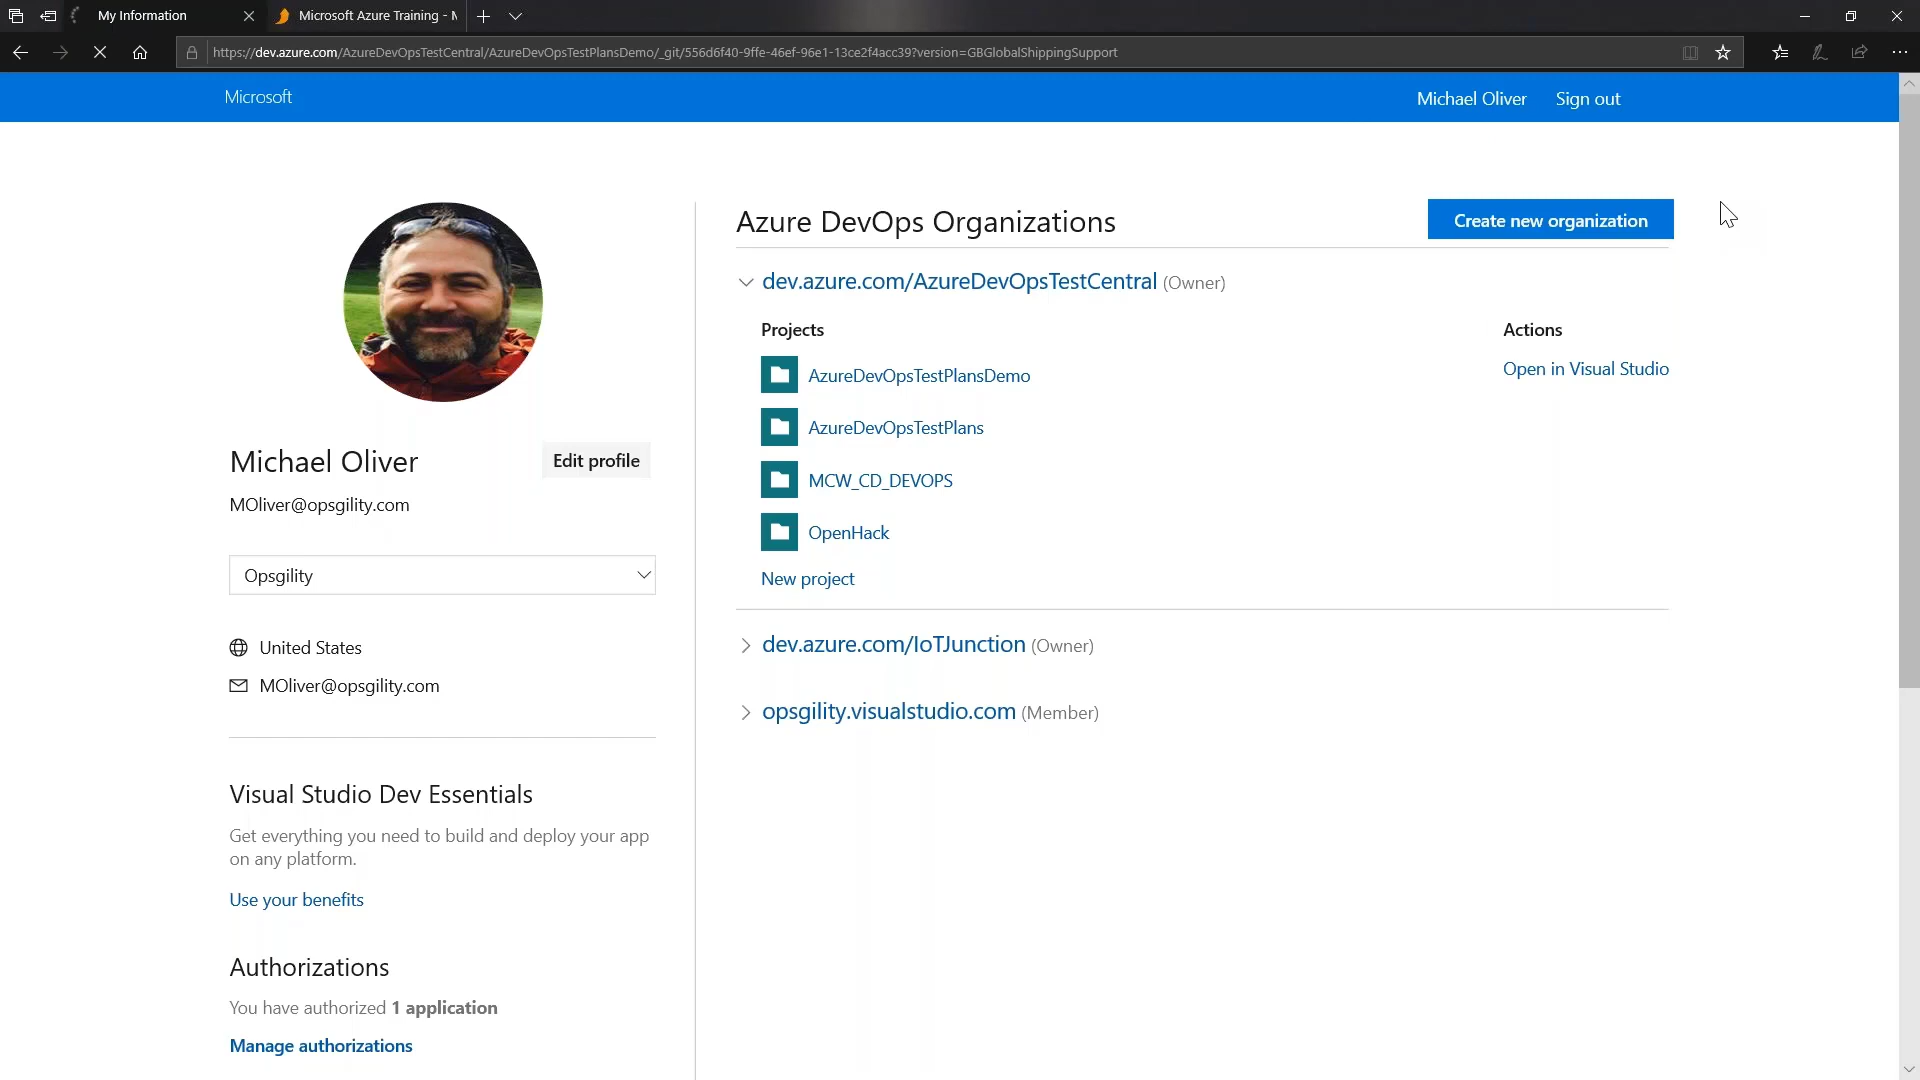 My Information
Microsoft Azure Training - M
https://dev.azure.com/AzureDevOpsTestCentral/AzureDevOpsTestPlansDemo/_git/556d6f40-9ffe-46ef-96e1-13ce2f4acc39?version=GBGlobalShippingSupport
Microsoft
Michael Oliver
Sign out
Michael Oliver
Edit profile
MOliver@opsgility.com
Opsgility
United States
MOliver@opsgility.com
Visual Studio Dev Essentials
Get everything you need to build and deploy your app
on any platform.
Use your benefits
Authorizations
You have authorized 1 application
Manage authorizations
Azure DevOps Organizations
Create new organization
dev.azure.com/AzureDevOpsTestCentral (Owner)
Projects
Actions
AzureDevOpsTestPlansDemo
Open in Visual Studio
AzureDevOpsTestPlans
MCW_CD_DEVOPS
OpenHack
New project
dev.azure.com/IoTJunction (Owner)
opsgility.visualstudio.com (Member)